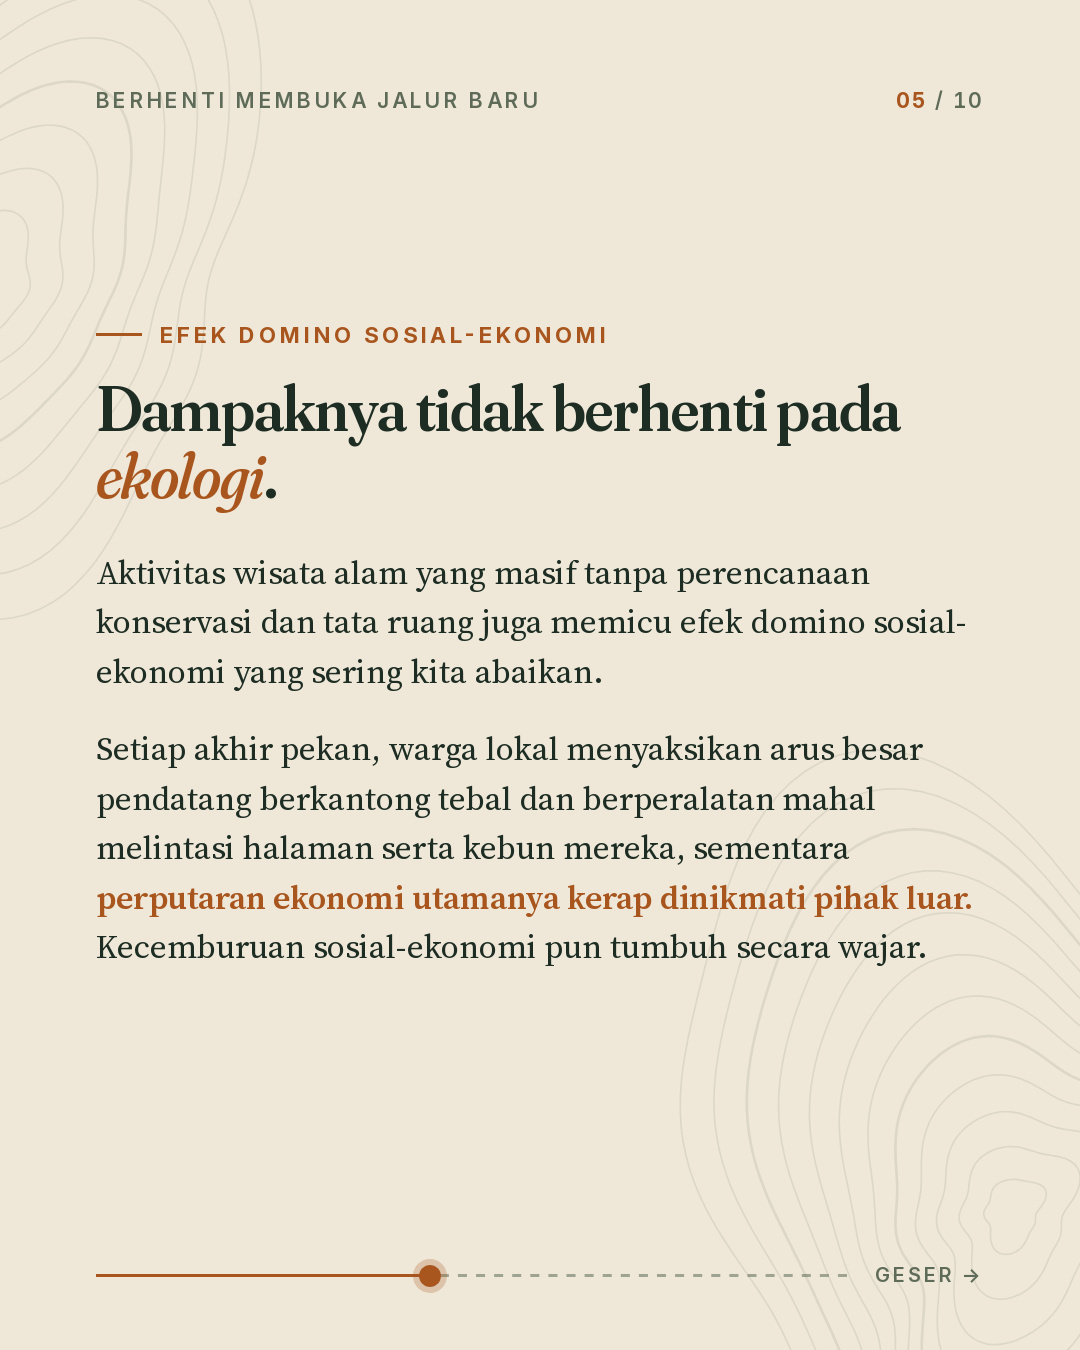 BERHENTI MEMBUKA JALUR BARU
05 / 10
EFEK DOMINO SOSIAL-EKONOMI
Dampaknya tidak berhenti pada
ekologi.
Aktivitas wisata alam yang masif tanpa perencanaan
konservasi dan tata ruang juga memicu efek domino sosial-
ekonomi yang sering kita abaikan.
Setiap akhir pekan, warga lokal menyaksikan arus besar
pendatang berkantong tebal dan berperalatan mahal
melintasi halaman serta kebun mereka, sementara
perputaran ekonomi utamanya kerap dinikmati pihak luar.
Kecemburuan sosial-ekonomi pun tumbuh secara wajar.
GESER →